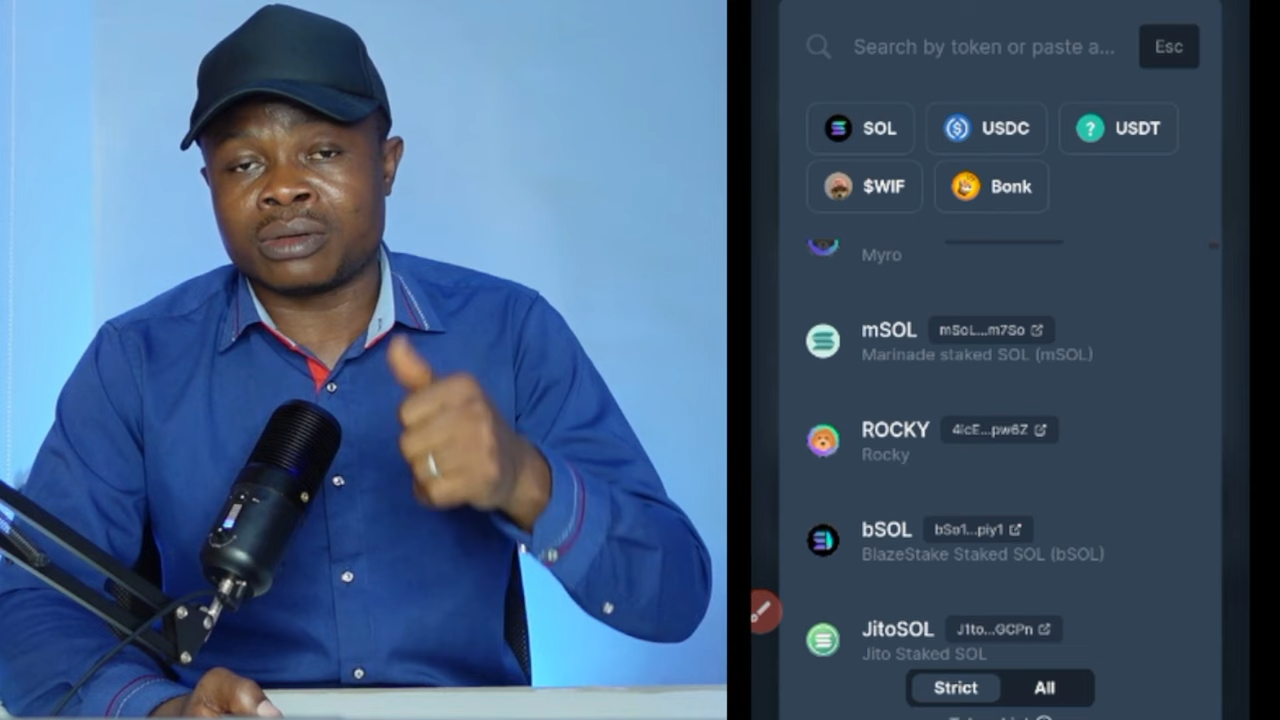 Search by token or paste a...
Esc
SOL
USDC
USDT
$WIF
Bonk
Myro
mSOL
mSoL...m7So
Marinade staked SOL (mSOL)
ROCKY
4icE...pw6Z
Rocky
bSOL
bSo1...piy1
BlazeStake Staked SOL (bSOL)
JitoSOL
J1to...GCPn
Jito Staked SOL
Strict
All